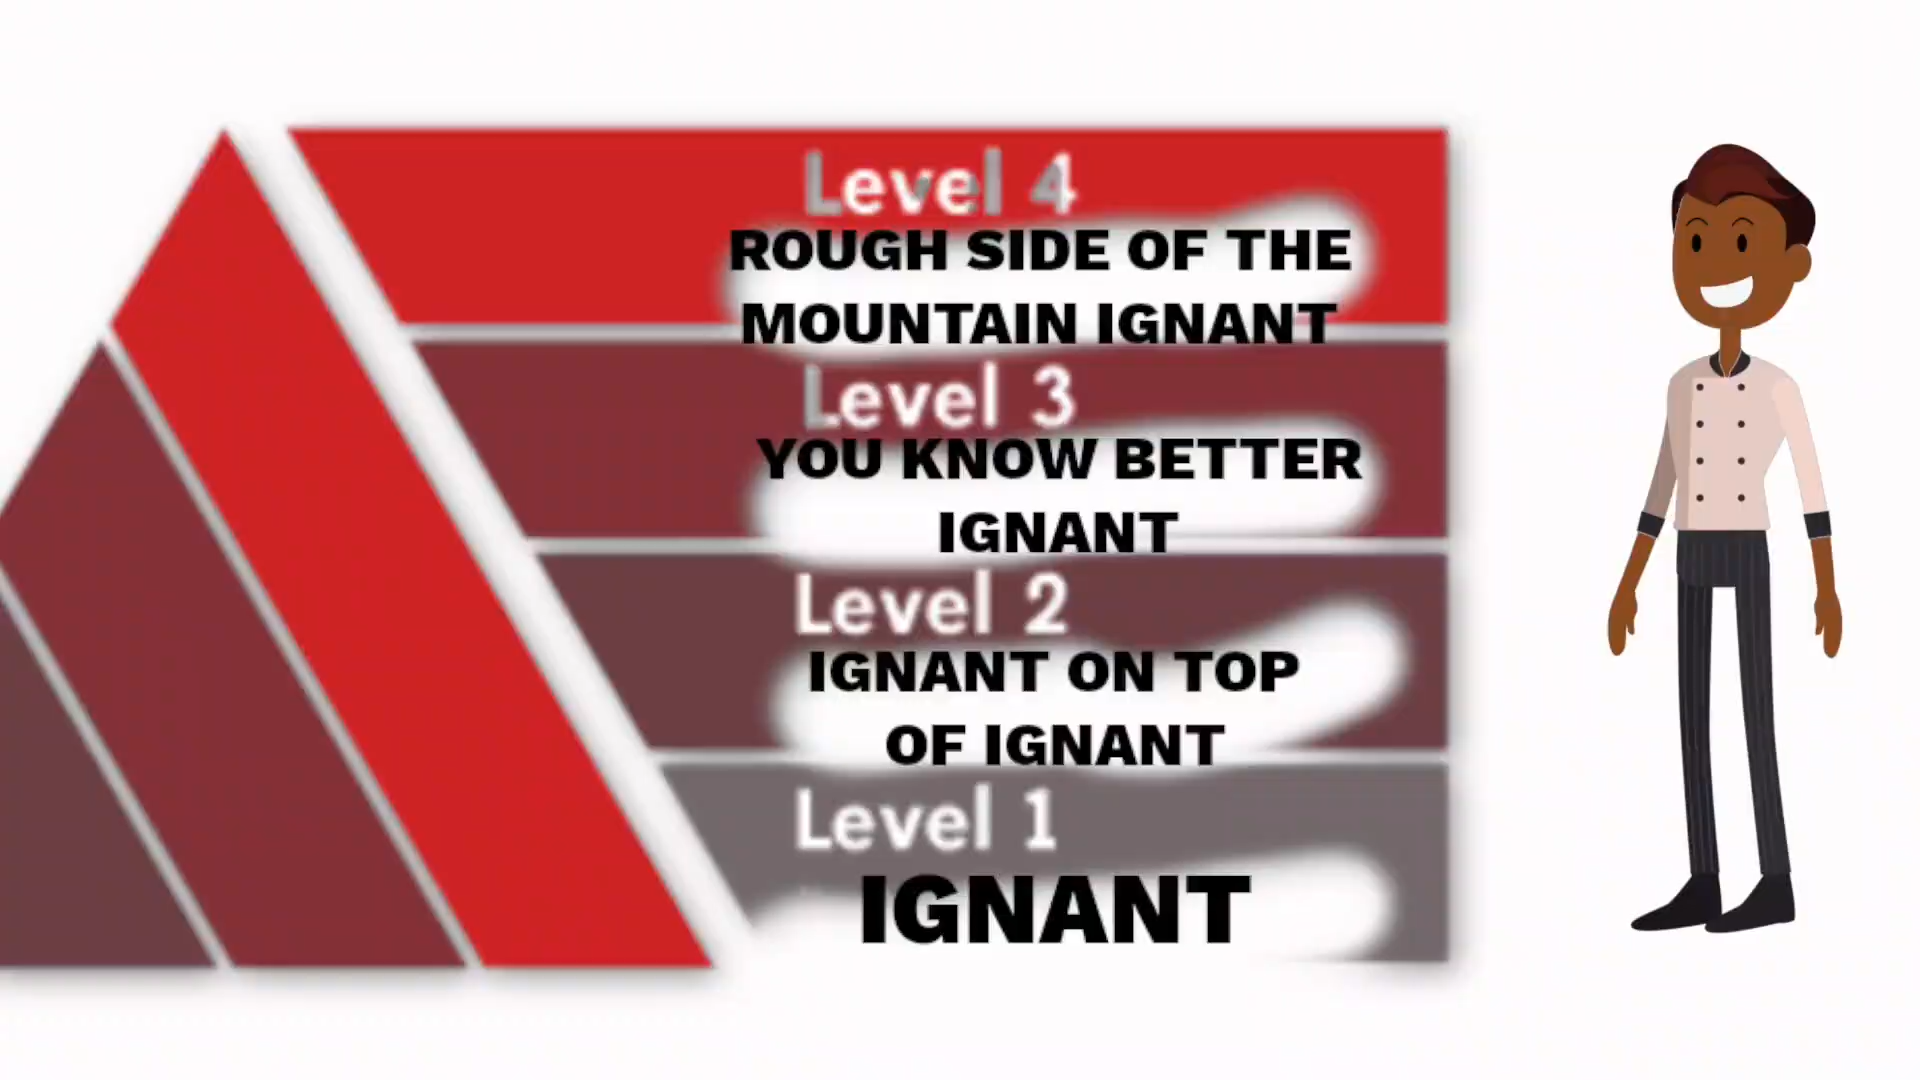 Level 4
ROUGH SIDE OF THE
MOUNTAIN IGNANT
Level 3
YOU KNOW BETTER
IGNANT
Level 2
IGNANT ON TOP
OF IGNANT
Level 1
IGNANT